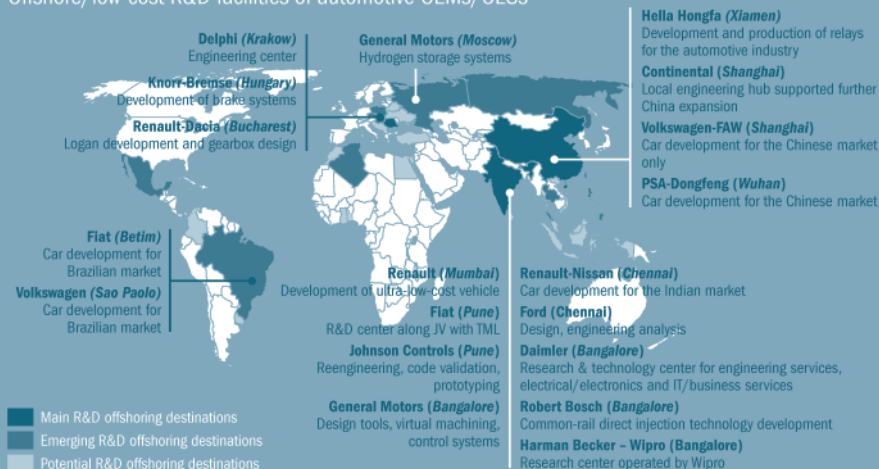 Offshore/low-cost R&D facilities of automotive OEMs/OESs
Delphi (Krakow)
Engineering center
Knorr-Bremse (Hungary)
Development of brake systems
Renault-Dacia (Bucharest)
Logan development and gearbox design
General Motors (Moscow)
Hydrogen storage systems
Hella Hongfa (Xiamen)
Development and production of relays
for the automotive industry
Continental (Shanghai)
Local engineering hub supported further
China expansion
Volkswagen-FAW (Shanghai)
Car development for the Chinese market
only
PSA-Dongfeng (Wuhan)
Car development for the Chinese market
Fiat (Betim)
Car development for
Brazilian market
Volkswagen (Sao Paolo)
Car development for
Brazilian market
Renault (Mumbai)
Development of ultra-low-cost vehicle
Fiat (Pune)
R&D center along JV with TML
Johnson Controls (Pune)
Reengineering, code validation,
prototyping
General Motors (Bangalore)
Design tools, virtual machining,
control systems
Renault-Nissan (Chennai)
Car development for the Indian market
Ford (Chennai)
Design, engineering analysis
Daimler (Bangalore)
Research & technology center for engineering services,
electrical/electronics and IT/business services
Robert Bosch (Bangalore)
Common-rail direct injection technology development
Harman Becker – Wipro (Bangalore)
Research center operated by Wipro
Main R&D offshoring destinations
Emerging R&D offshoring destinations
Potential R&D offshoring destinations